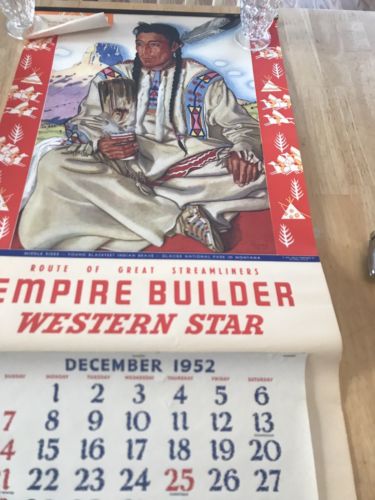 MIDDLE RIDER - YOUNG BLACKFEET INDIAN BRAVE - GLACIER NATIONAL PARK IN MONTANA
ROUTE OF GREAT STREAMLINERS
EMPIRE BUILDER
WESTERN STAR
DECEMBER 1952
SUNDAY MONDAY TUESDAY WEDNESDAY THURSDAY FRIDAY SATURDAY
1 2 3 4 5 6
7 8 9 10 11 12 13
14 15 16 17 18 19 20
21 22 23 24 25 26 27